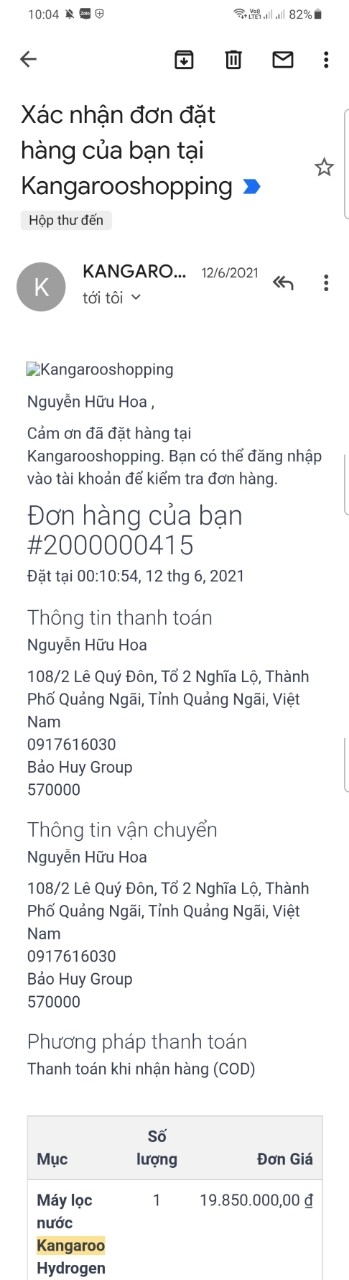 10:04 82%
Xác nhận đơn đặt
hàng của bạn tại
Kangarooshopping
Hộp thư đến
K
KANGARO... 12/6/2021
tới tôi
Kangarooshopping
Nguyễn Hữu Hoa ,
Cảm ơn đã đặt hàng tại
Kangarooshopping. Bạn có thể đăng nhập
vào tài khoản để kiểm tra đơn hàng.
Đơn hàng của bạn
#2000000415
Đặt tại 00:10:54, 12 thg 6, 2021
Thông tin thanh toán
Nguyễn Hữu Hoa
108/2 Lê Quý Đôn, Tổ 2 Nghĩa Lộ, Thành
Phố Quảng Ngãi, Tỉnh Quảng Ngãi, Việt
Nam
0917616030
Bảo Huy Group
570000
Thông tin vận chuyển
Nguyễn Hữu Hoa
108/2 Lê Quý Đôn, Tổ 2 Nghĩa Lộ, Thành
Phố Quảng Ngãi, Tỉnh Quảng Ngãi, Việt
Nam
0917616030
Bảo Huy Group
570000
Phương pháp thanh toán
Thanh toán khi nhận hàng (COD)
Số
Mục lượng Đơn Giá
Máy lọc 1 19.850.000,00 ₫
nước
Kangaroo
Hydrogen